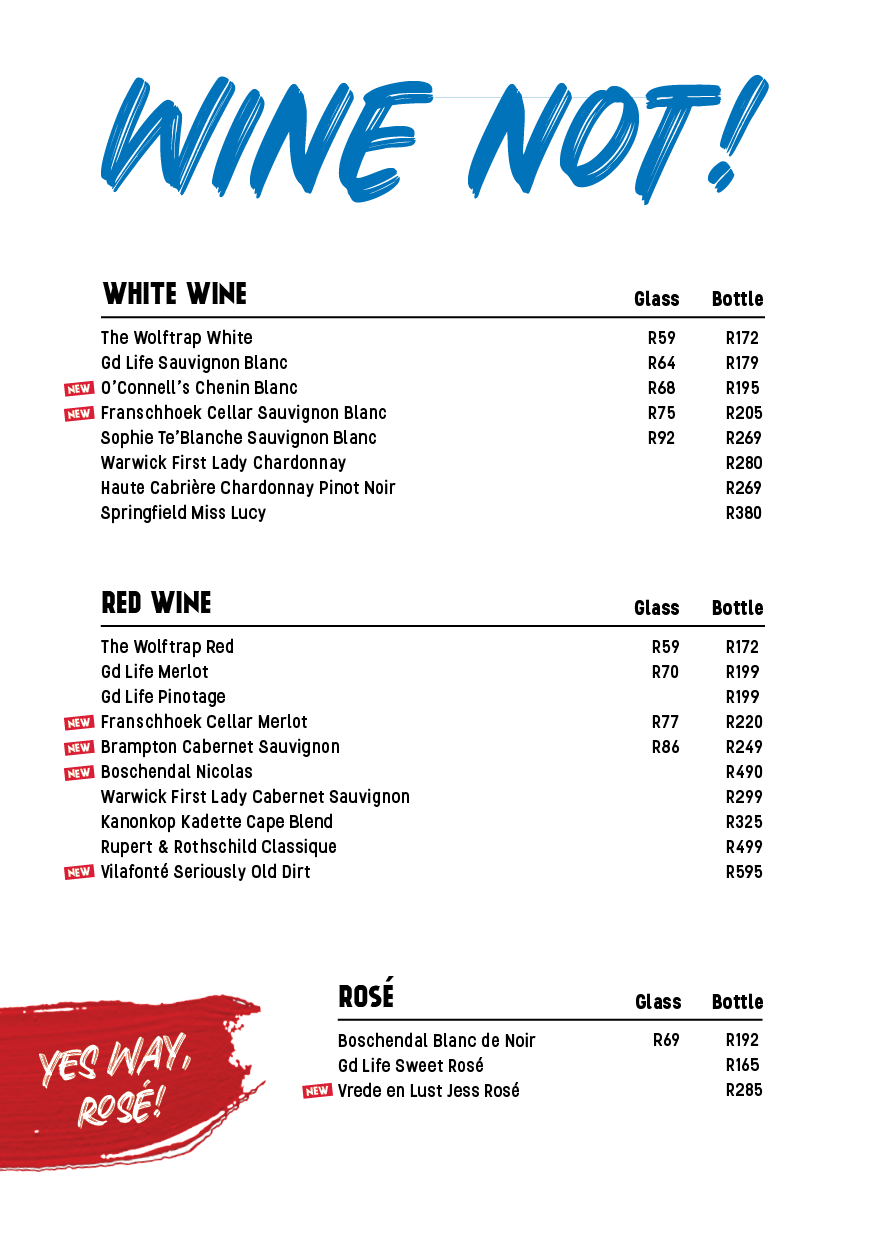 WINE NOT!
WHITE WINE Glass Bottle
The Wolftrap White R59 R172
Gd Life Sauvignon Blanc R64 R179
NEW O'Connell's Chenin Blanc R68 R195
NEW Franschhoek Cellar Sauvignon Blanc R75 R205
Sophie Te'Blanche Sauvignon Blanc R92 R269
Warwick First Lady Chardonnay R280
Haute Cabrière Chardonnay Pinot Noir R269
Springfield Miss Lucy R380
RED WINE Glass Bottle
The Wolftrap Red R59 R172
Gd Life Merlot R70 R199
Gd Life Pinotage R199
NEW Franschhoek Cellar Merlot R77 R220
NEW Brampton Cabernet Sauvignon R86 R249
NEW Boschendal Nicolas R490
Warwick First Lady Cabernet Sauvignon R299
Kanonkop Kadette Cape Blend R325
Rupert & Rothschild Classique R499
NEW Vilafonté Seriously Old Dirt R595
YES WAY,
ROSÉ!
ROSÉ Glass Bottle
Boschendal Blanc de Noir R69 R192
Gd Life Sweet Rosé R165
NEW Vrede en Lust Jess Rosé R285